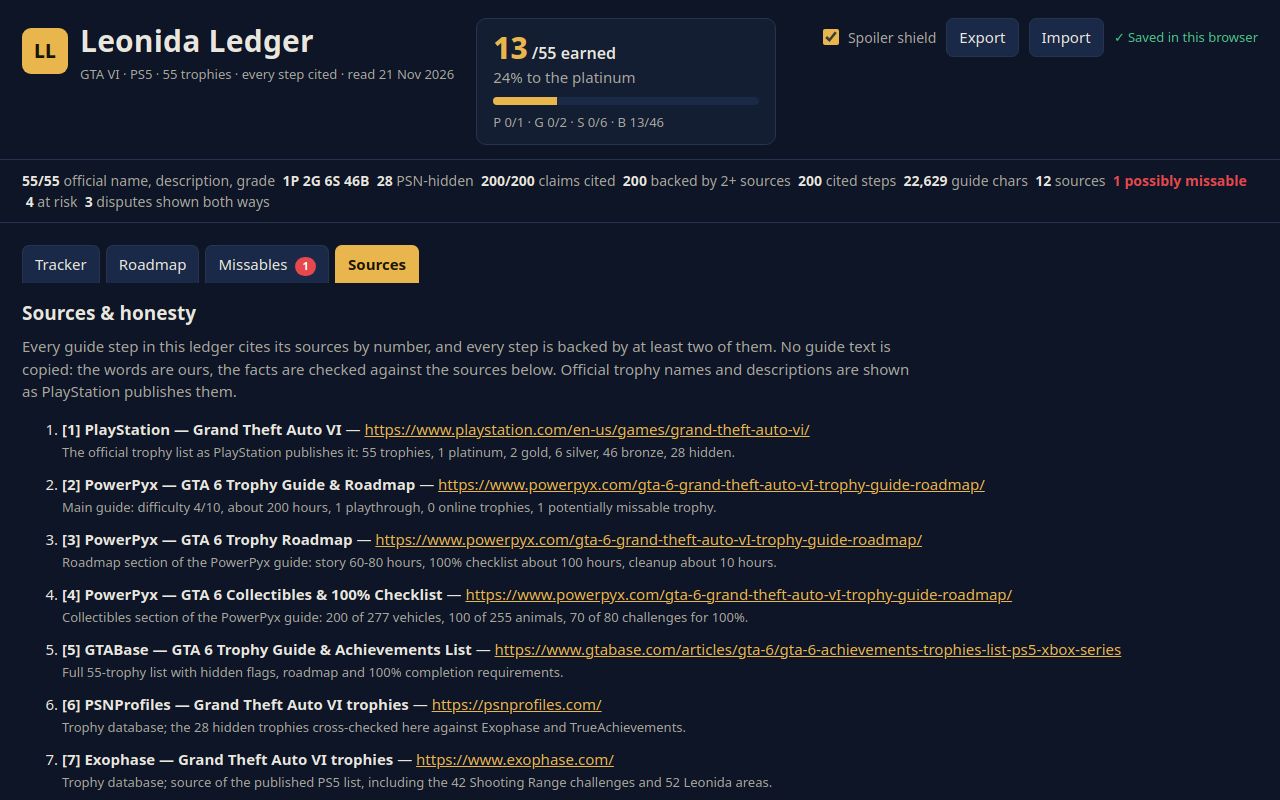 LL
Leonida Ledger
GTA VI · PS5 · 55 trophies · every step cited · read 21 Nov 2026
13 /55 earned
24% to the platinum
P 0/1 · G 0/2 · S 0/6 · B 13/46
Spoiler shield
Export
Import
✓ Saved in this browser
55/55 official name, description, grade 1P 2G 6S 46B 28 PSN-hidden 200/200 claims cited 200 backed by 2+ sources 200 cited steps 22,629 guide chars 12 sources 1 possibly missable
4 at risk 3 disputes shown both ways
Tracker
Roadmap
Missables 1
Sources
Sources & honesty
Every guide step in this ledger cites its sources by number, and every step is backed by at least two of them. No guide text is
copied: the words are ours, the facts are checked against the sources below. Official trophy names and descriptions are shown
as PlayStation publishes them.
1. [1] PlayStation — Grand Theft Auto VI — https://www.playstation.com/en-us/games/grand-theft-auto-vi/
The official trophy list as PlayStation publishes it: 55 trophies, 1 platinum, 2 gold, 6 silver, 46 bronze, 28 hidden.
2. [2] PowerPyx — GTA 6 Trophy Guide & Roadmap — https://www.powerpyx.com/gta-6-grand-theft-auto-vI-trophy-guide-roadmap/
Main guide: difficulty 4/10, about 200 hours, 1 playthrough, 0 online trophies, 1 potentially missable trophy.
3. [3] PowerPyx — GTA 6 Trophy Roadmap — https://www.powerpyx.com/gta-6-grand-theft-auto-vI-trophy-guide-roadmap/
Roadmap section of the PowerPyx guide: story 60-80 hours, 100% checklist about 100 hours, cleanup about 10 hours.
4. [4] PowerPyx — GTA 6 Collectibles & 100% Checklist — https://www.powerpyx.com/gta-6-grand-theft-auto-vI-trophy-guide-roadmap/
Collectibles section of the PowerPyx guide: 200 of 277 vehicles, 100 of 255 animals, 70 of 80 challenges for 100%.
5. [5] GTABase — GTA 6 Trophy Guide & Achievements List — https://www.gtabase.com/articles/gta-6/gta-6-achievements-trophies-list-ps5-xbox-series
Full 55-trophy list with hidden flags, roadmap and 100% completion requirements.
6. [6] PSNProfiles — Grand Theft Auto VI trophies — https://psnprofiles.com/
Trophy database; the 28 hidden trophies cross-checked here against Exophase and TrueAchievements.
7. [7] Exophase — Grand Theft Auto VI trophies — https://www.exophase.com/
Trophy database; source of the published PS5 list, including the 42 Shooting Range challenges and 52 Leonida areas.